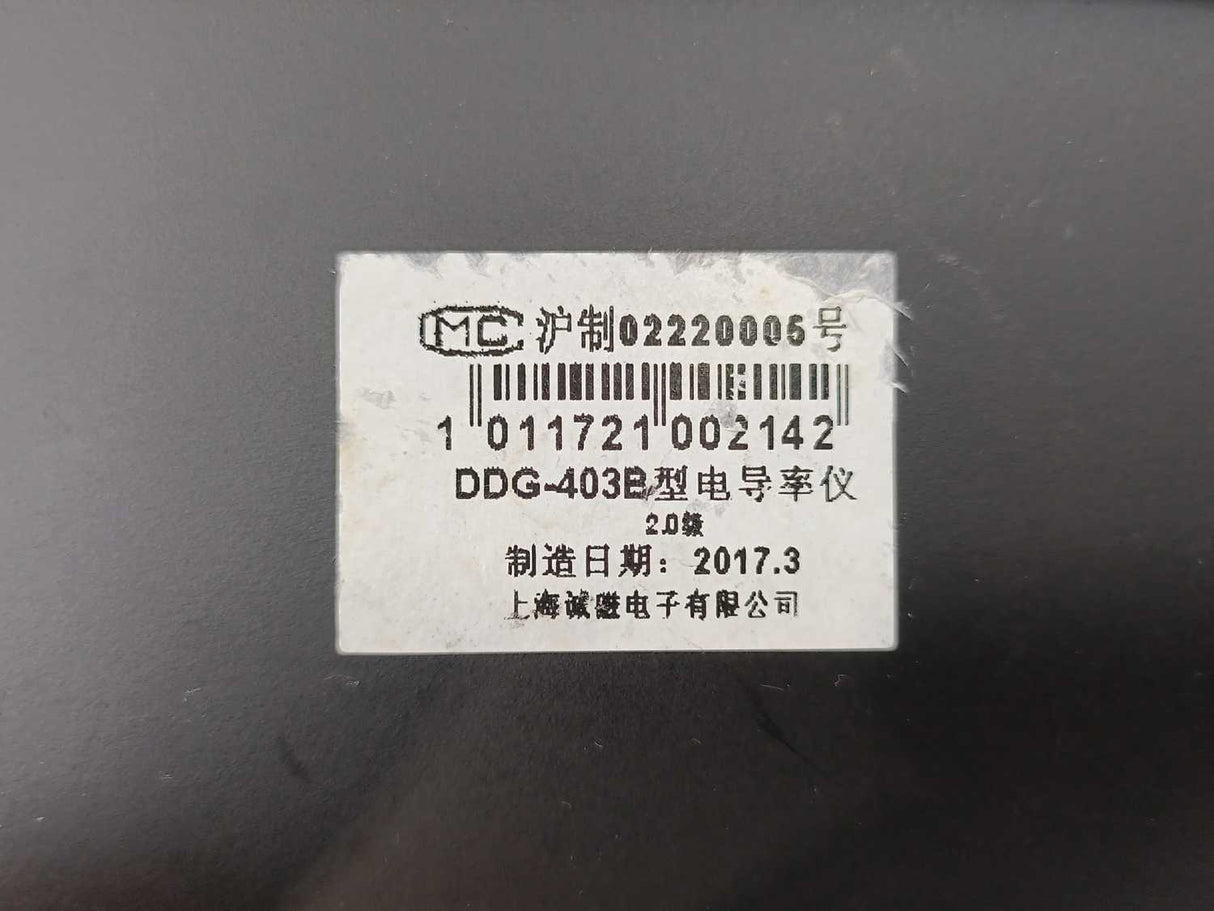 MC 沪制02220005号
1 011721 002142
DDG-403B型电导率仪
2.0级
制造日期：2017.3
上海诚磁电子有限公司